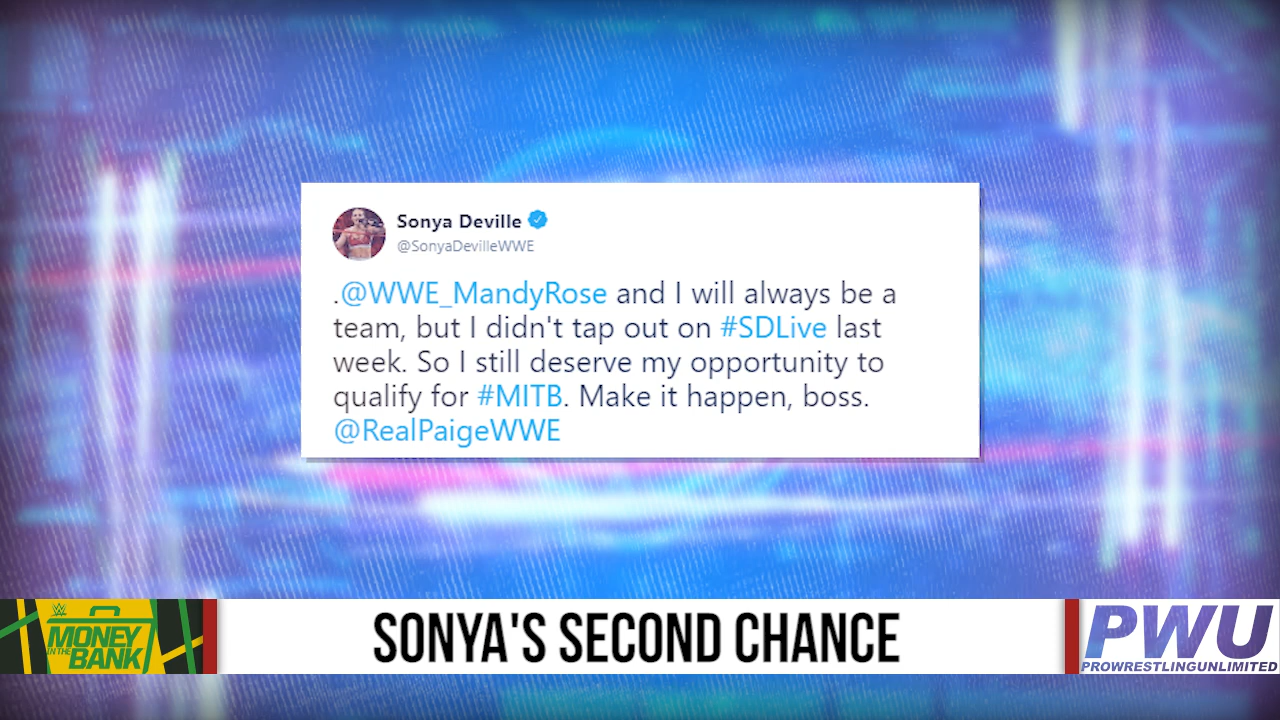 Sonya Deville
@SonyaDevilleWWE
.@WWE_MandyRose and I will always be a
team, but I didn't tap out on #SDLive last
week. So I still deserve my opportunity to
qualify for #MITB. Make it happen, boss.
@RealPaigeWWE
W
MONEY
IN THE
BANK
SONYA'S SECOND CHANCE
PWU
PROWRESTLINGUNLIMITED